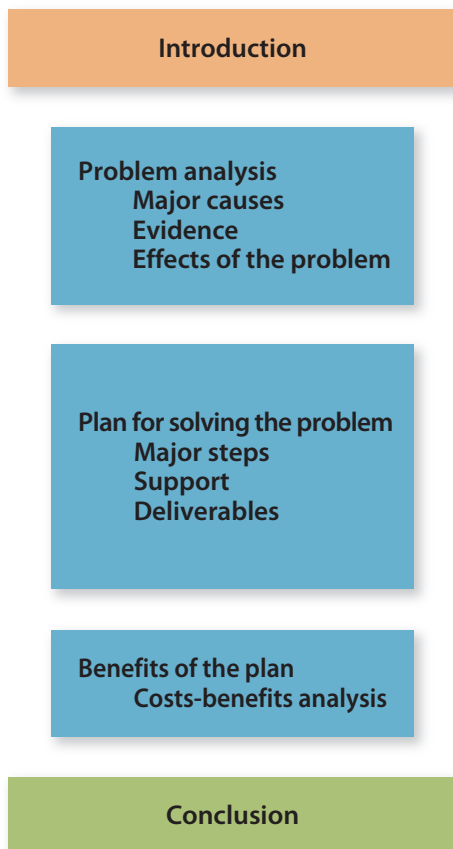 Introduction
Problem analysis
Major causes
Evidence
Effects of the problem
Plan for solving the problem
Major steps
Support
Deliverables
Benefits of the plan
Costs-benefits analysis
Conclusion